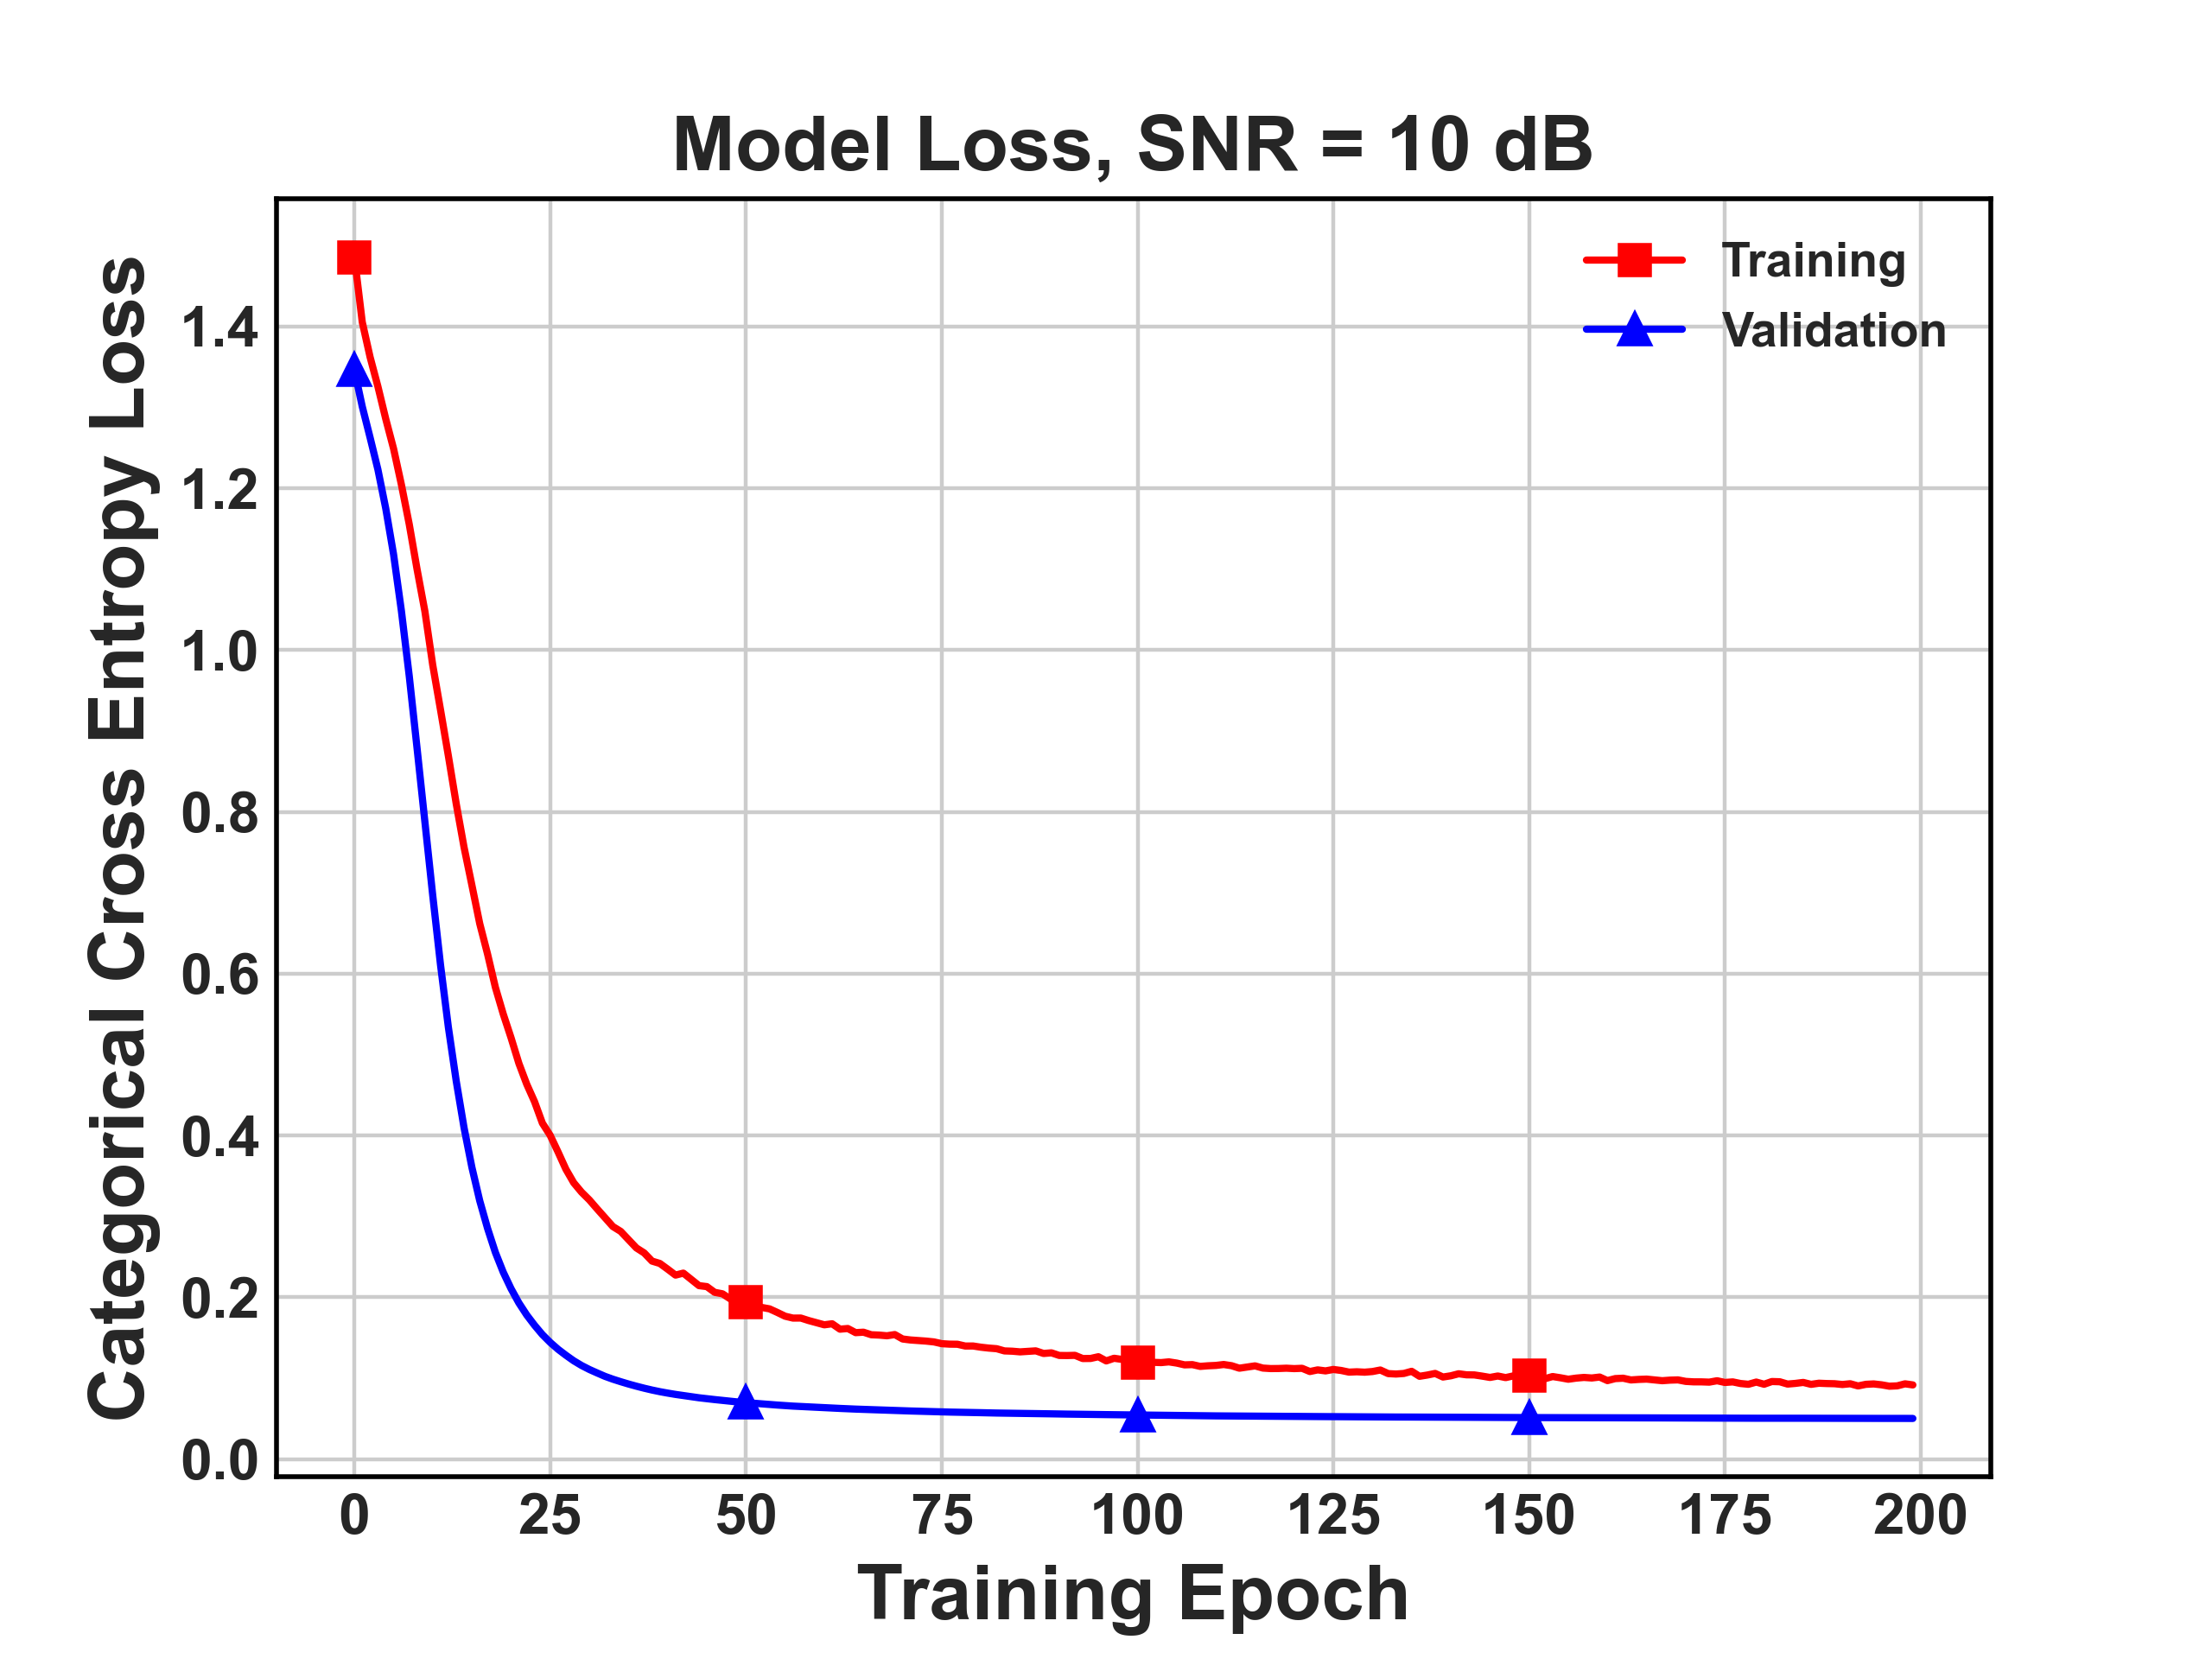 Model Loss, SNR = 10 dB
Training
Validation
Categorical Cross Entropy Loss
1.4
1.2
1.0
0.8
0.6
0.4
0.2
0.0
0 25 50 75 100 125 150 175 200
Training Epoch